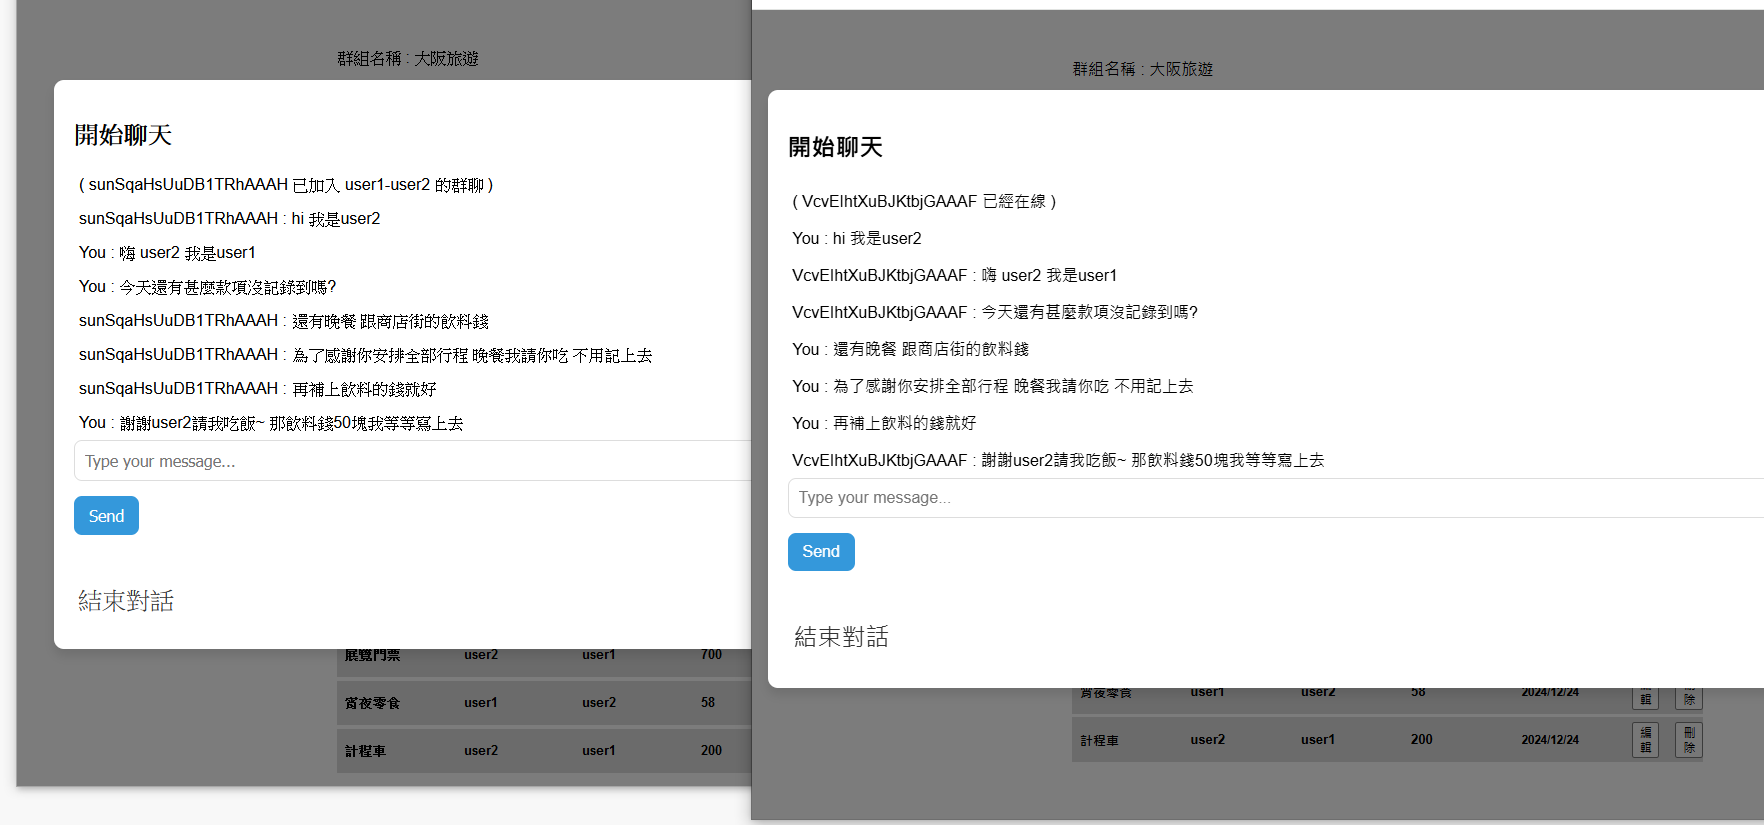 群組名稱 : 大阪旅遊
開始聊天
( sunSqaHsUuDB1TRhAAAH 已加入 user1-user2 的群聊 )
sunSqaHsUuDB1TRhAAAH : hi 我是user2
You : 嗨 user2 我是user1
You : 今天還有甚麼款項沒記錄到嗎?
sunSqaHsUuDB1TRhAAAH : 還有晚餐 跟商店街的飲料錢
sunSqaHsUuDB1TRhAAAH : 為了感謝你安排全部行程 晚餐我請你吃 不用記上去
sunSqaHsUuDB1TRhAAAH : 再補上飲料的錢就好
You : 謝謝user2請我吃飯~ 那飲料錢50塊我等等寫上去
Type your message...
Send
結束對話
展覽門票 user2 user1 700
宵夜零食 user1 user2 58
計程車 user2 user1 200
群組名稱 : 大阪旅遊
開始聊天
( VcvElhtXuBJKtbjGAAAF 已經在線 )
You : hi 我是user2
VcvElhtXuBJKtbjGAAAF : 嗨 user2 我是user1
VcvElhtXuBJKtbjGAAAF : 今天還有甚麼款項沒記錄到嗎?
You : 還有晚餐 跟商店街的飲料錢
You : 為了感謝你安排全部行程 晚餐我請你吃 不用記上去
You : 再補上飲料的錢就好
VcvElhtXuBJKtbjGAAAF : 謝謝user2請我吃飯~ 那飲料錢50塊我等等寫上去
Type your message...
Send
結束對話
宵夜零食 user1 user2 58 2024/12/24 編輯 刪除
計程車 user2 user1 200 2024/12/24 編輯 刪除